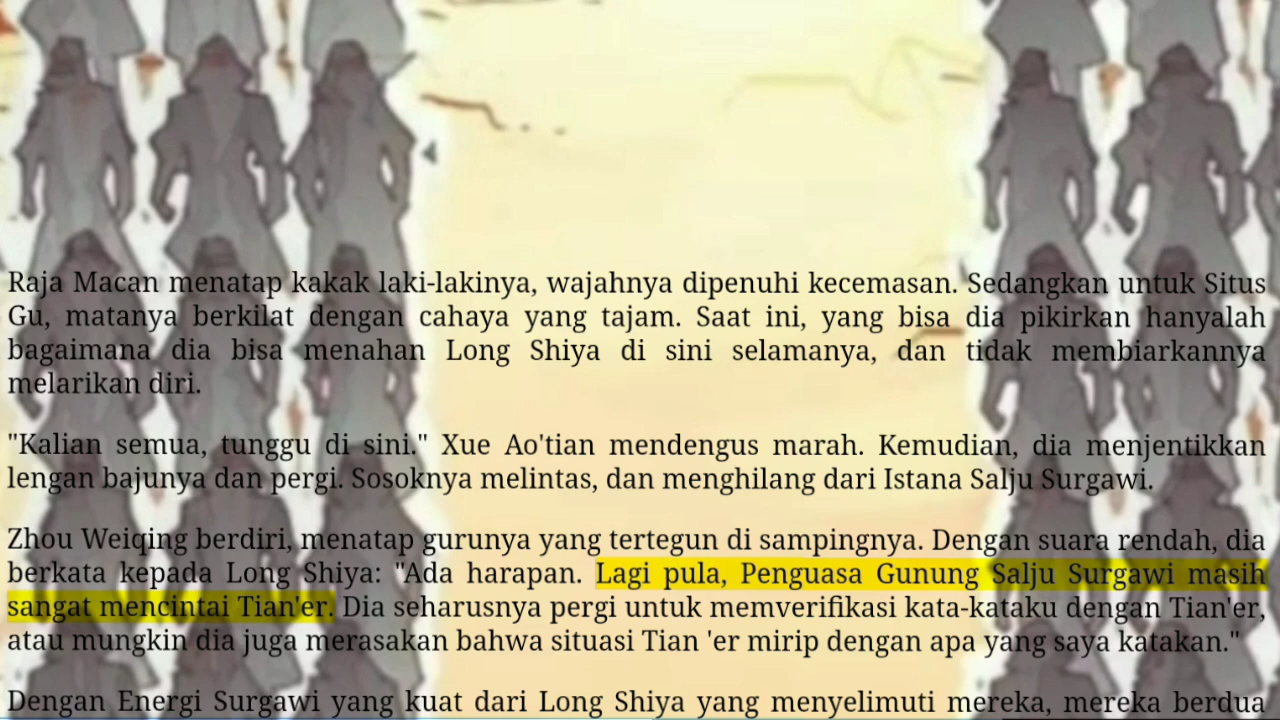 Raja Macan menatap kakak laki-lakinya, wajahnya dipenuhi kecemasan. Sedangkan untuk Situs
Gu, matanya berkilat dengan cahaya yang tajam. Saat ini, yang bisa dia pikirkan hanyalah
bagaimana dia bisa menahan Long Shiya di sini selamanya, dan tidak membiarkannya
melarikan diri.
"Kalian semua, tunggu di sini." Xue Ao'tian mendengus marah. Kemudian, dia menjentikkan
lengan bajunya dan pergi. Sosoknya melintas, dan menghilang dari Istana Salju Surgawi.
Zhou Weiqing berdiri, menatap gurunya yang tertegun di sampingnya. Dengan suara rendah, dia
berkata kepada Long Shiya: "Ada harapan. Lagi pula, Penguasa Gunung Salju Surgawi masih
sangat mencintai Tian'er. Dia seharusnya pergi untuk memverifikasi kata-kataku dengan Tian'er,
atau mungkin dia juga merasakan bahwa situasi Tian 'er mirip dengan apa yang saya katakan."
Dengan Energi Surgawi yang kuat dari Long Shiya yang menyelimuti mereka, mereka berdua